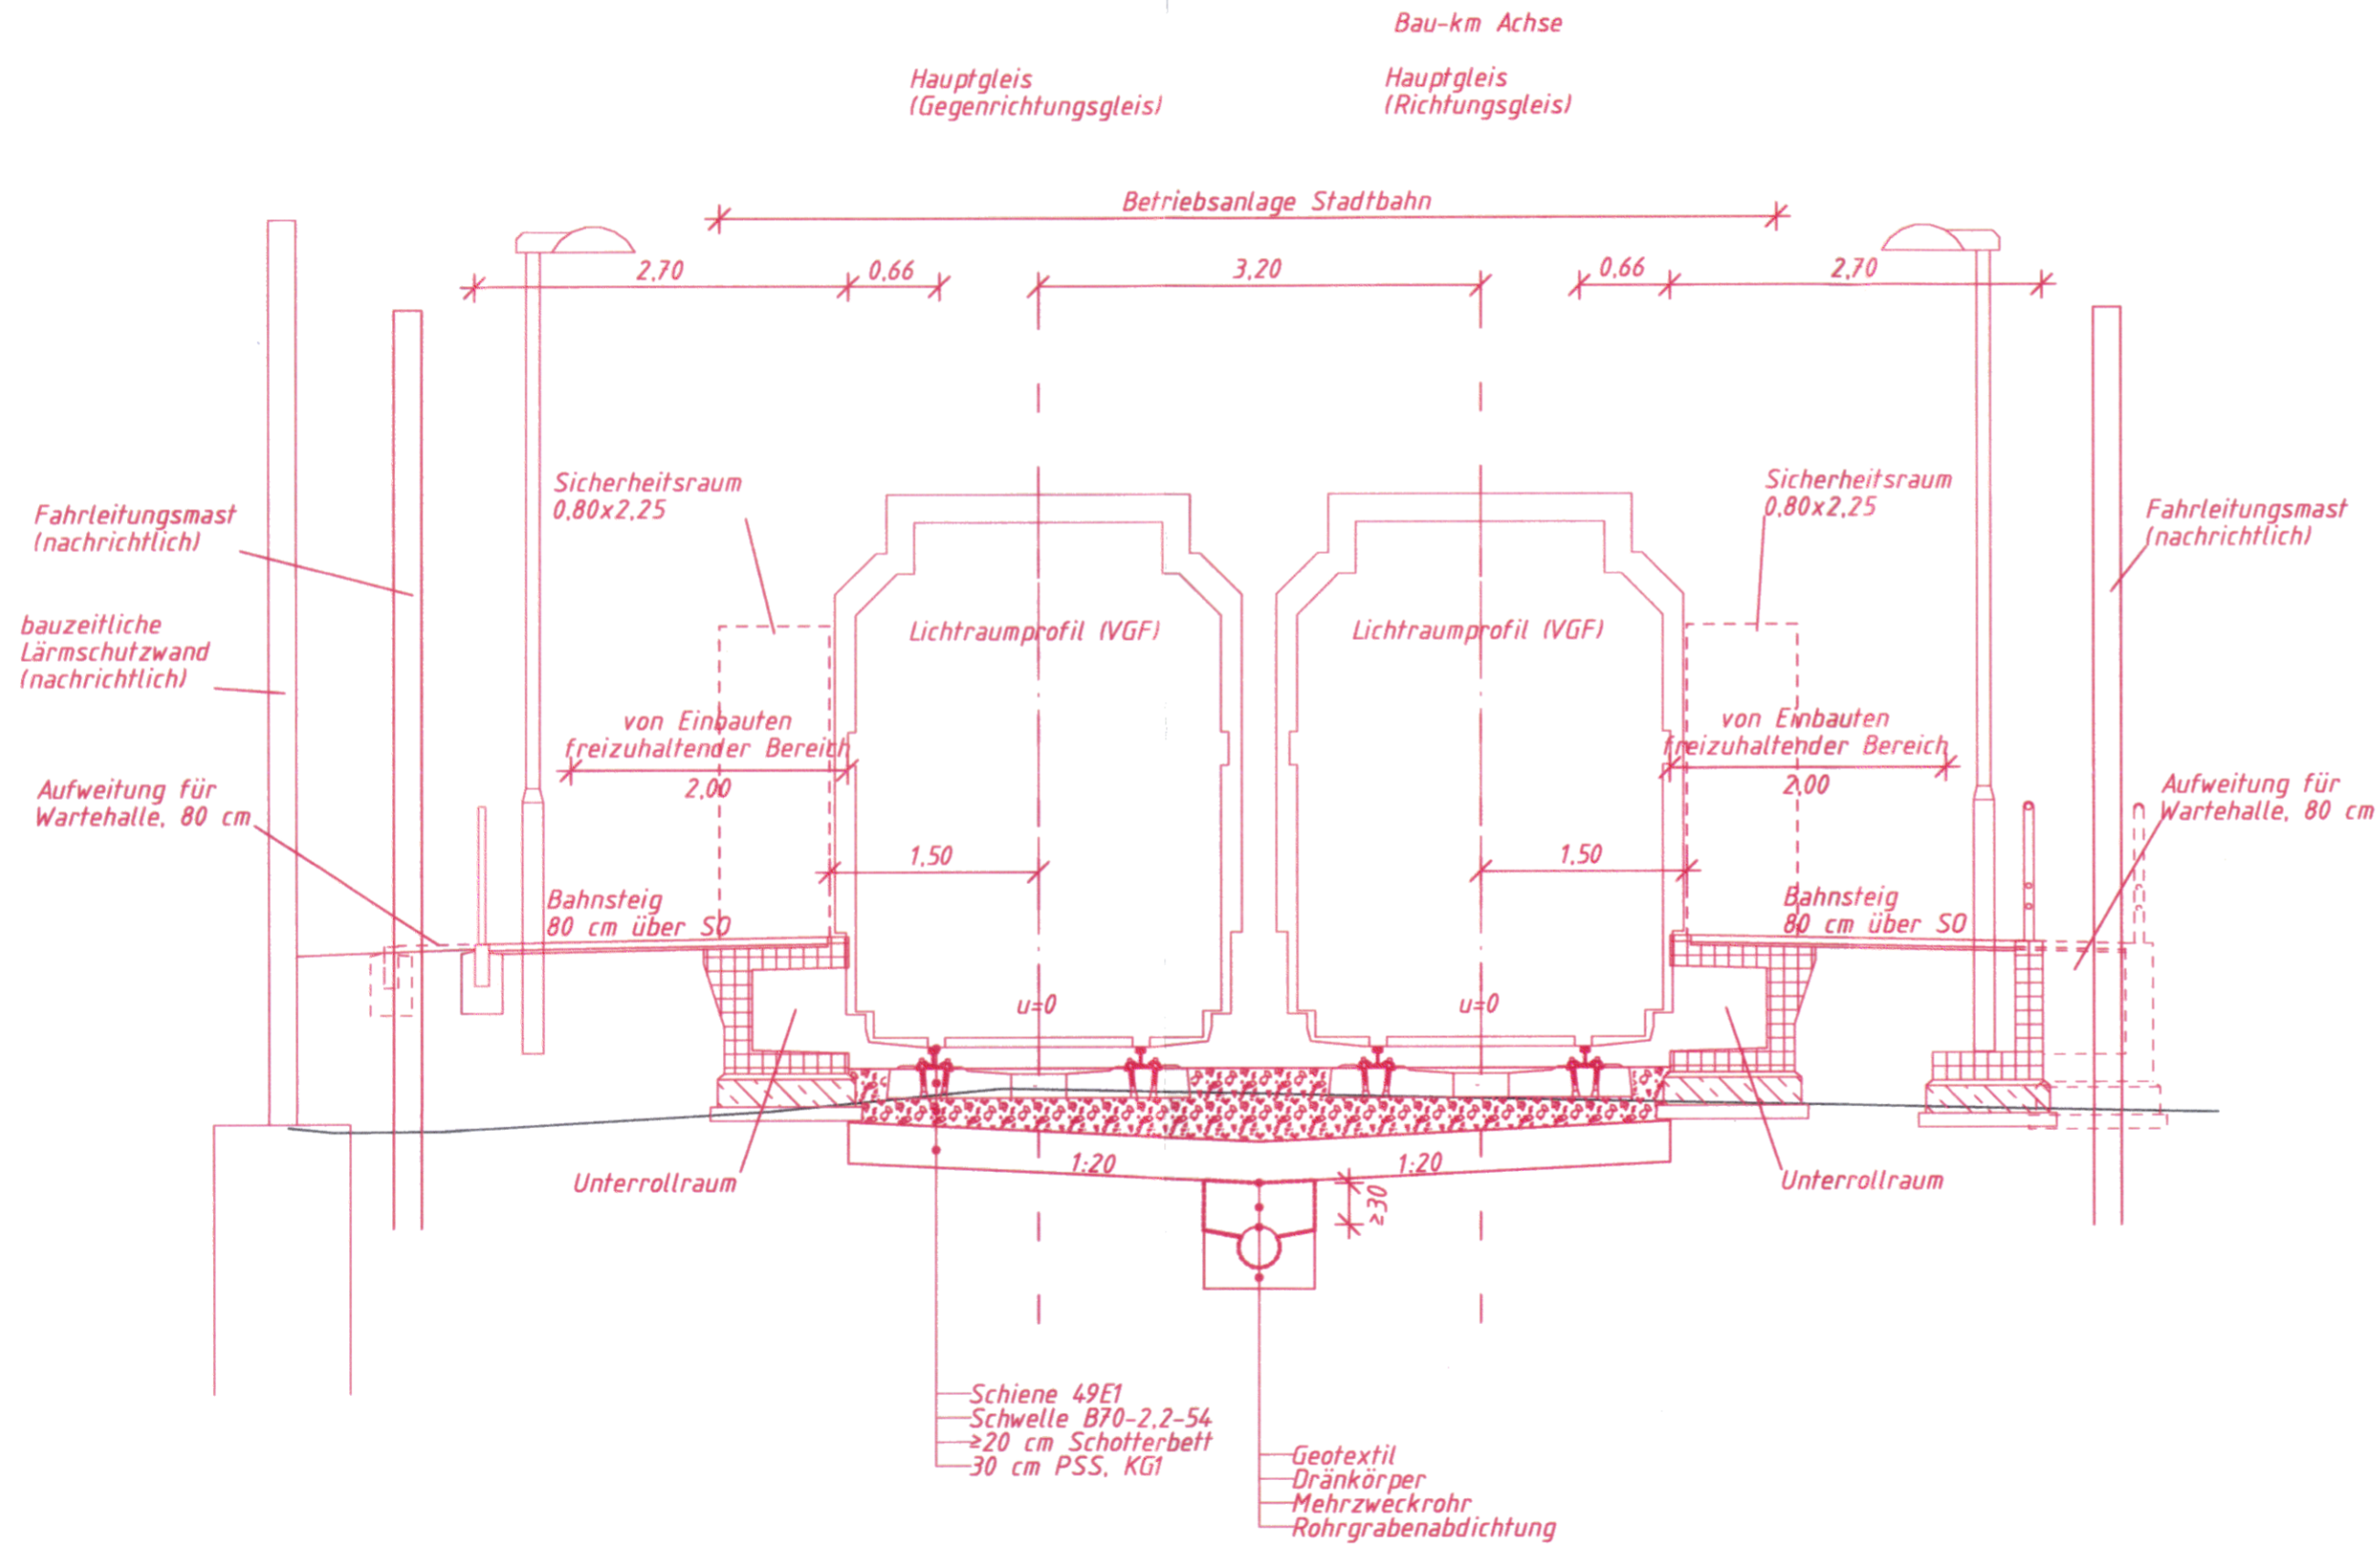 Bau-km Achse
Hauptgleis
(Gegenrichtungsgleis)
Hauptgleis
(Richtungsgleis)
Betriebsanlage Stadtbahn
2,70
0,66
3,20
0,66
2,70
Sicherheitsraum
0,80x2,25
Sicherheitsraum
0,80x2,25
Fahrleitungsmast
(nachrichtlich)
Fahrleitungsmast
(nachrichtlich)
bauzeitliche
Lärmschutzwand
(nachrichtlich)
Lichtraumprofil (VGF)
Lichtraumprofil (VGF)
von Einbauten
freizuhaltender Bereich
2,00
von Einbauten
freizuhaltender Bereich
2,00
Aufweitung für
Wartehalle, 80 cm
Aufweitung für
Wartehalle, 80 cm
1,50
1,50
Bahnsteig
80 cm über SO
Bahnsteig
80 cm über SO
u=0
u=0
Unterrollraum
1:20
1:20
Unterrollraum
≥30
Schiene 49E1
Schwelle B70-2,2-54
≥20 cm Schotterbett
30 cm PSS, KG1
Geotextil
Dränkörper
Mehrzweckrohr
Rohrgrabenabdichtung